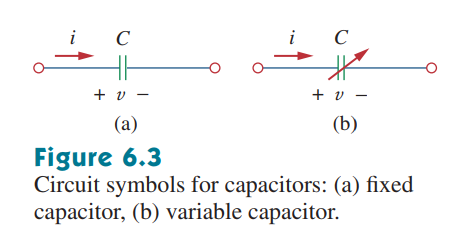 i C i C
+ v − + v −
(a) (b)
Figure 6.3
Circuit symbols for capacitors: (a) fixed
capacitor, (b) variable capacitor.